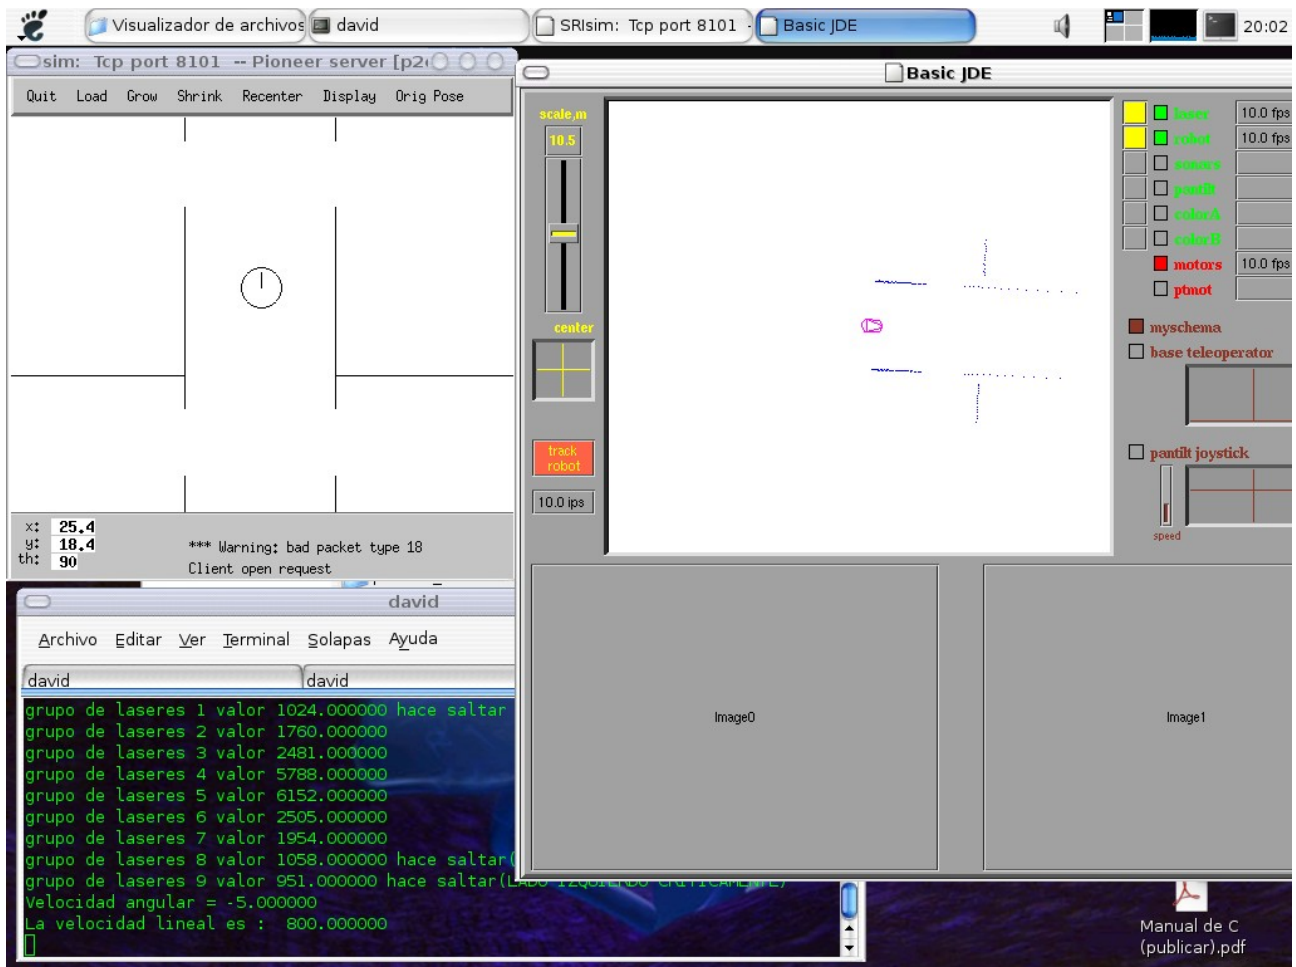 Visualizador de archivos
david
SRIsim: Tcp port 8101
Basic JDE
20:02
sim: Tcp port 8101 -- Pioneer server [p2
Quit Load Grow Shrink Recenter Display Orig Pose
x: 25.4
y: 18.4
th: 90
*** Warning: bad packet type 18
Client open request
Basic JDE
scale,m
10.5
center
track
robot
10.0 ips
laser 10.0 fps
robot 10.0 fps
sonars
pantilt
colorA
colorB
motors 10.0 fps
ptmot
myschema
base teleoperator
pantilt joystick
speed
Image0
Image1
david
Archivo Editar Ver Terminal Solapas Ayuda
david
david
grupo de laseres 1 valor 1024.000000 hace saltar
grupo de laseres 2 valor 1760.000000
grupo de laseres 3 valor 2481.000000
grupo de laseres 4 valor 5788.000000
grupo de laseres 5 valor 6152.000000
grupo de laseres 6 valor 2505.000000
grupo de laseres 7 valor 1954.000000
grupo de laseres 8 valor 1058.000000 hace saltar(
grupo de laseres 9 valor 951.000000 hace saltar(LADO IZQUIERDO CRITICAMENTE)
Velocidad angular = -5.000000
La velocidad lineal es : 800.000000
Manual de C
(publicar).pdf